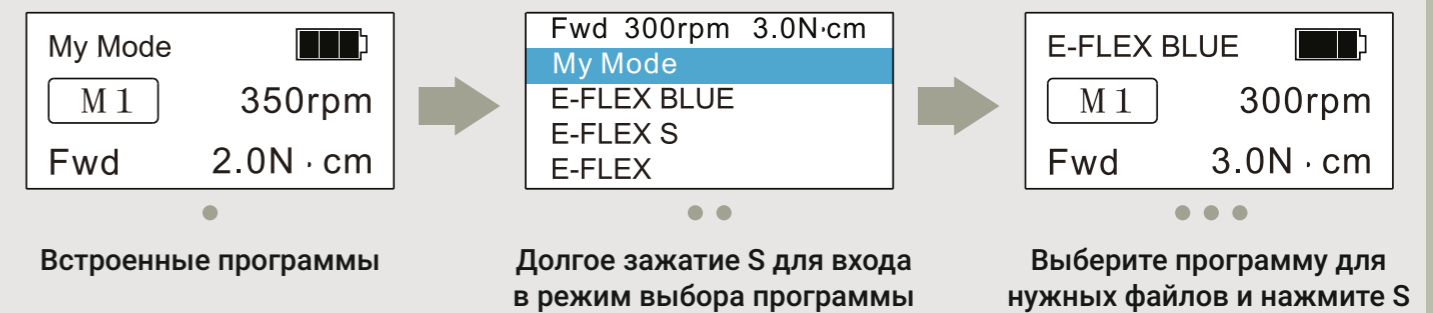 My Mode
M1 350rpm
Fwd 2.0N·cm
Встроенные программы
Fwd 300rpm 3.0N·cm
My Mode
E-FLEX BLUE
E-FLEX S
E-FLEX
Долгое зажатие S для входа
в режим выбора программы
E-FLEX BLUE
M1 300rpm
Fwd 3.0N·cm
Выберите программу для
нужных файлов и нажмите S